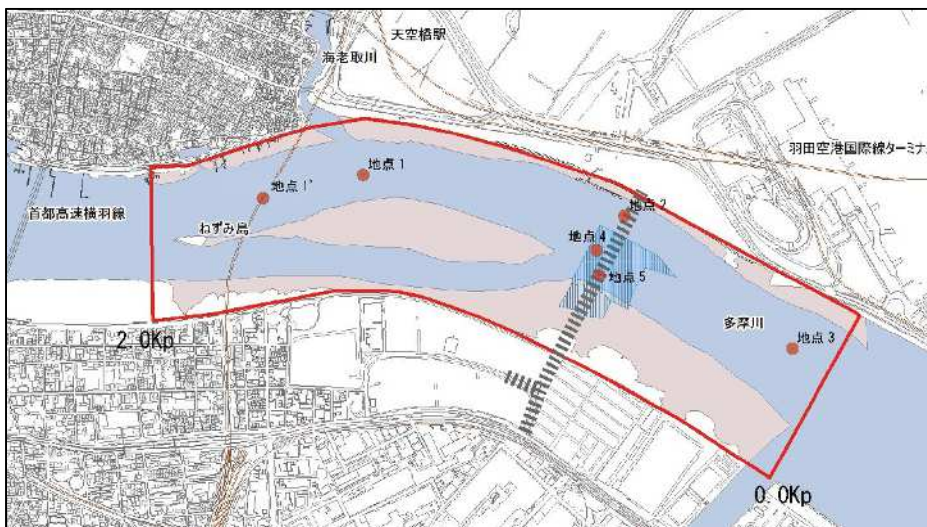 天空橋駅
海老取川
羽田空港国際線ターミナル
地点1
地点1'
首都高速横羽線
ねずみ島
地点2
地点4
地点5
多摩川
地点3
2.0Kp
0.0Kp